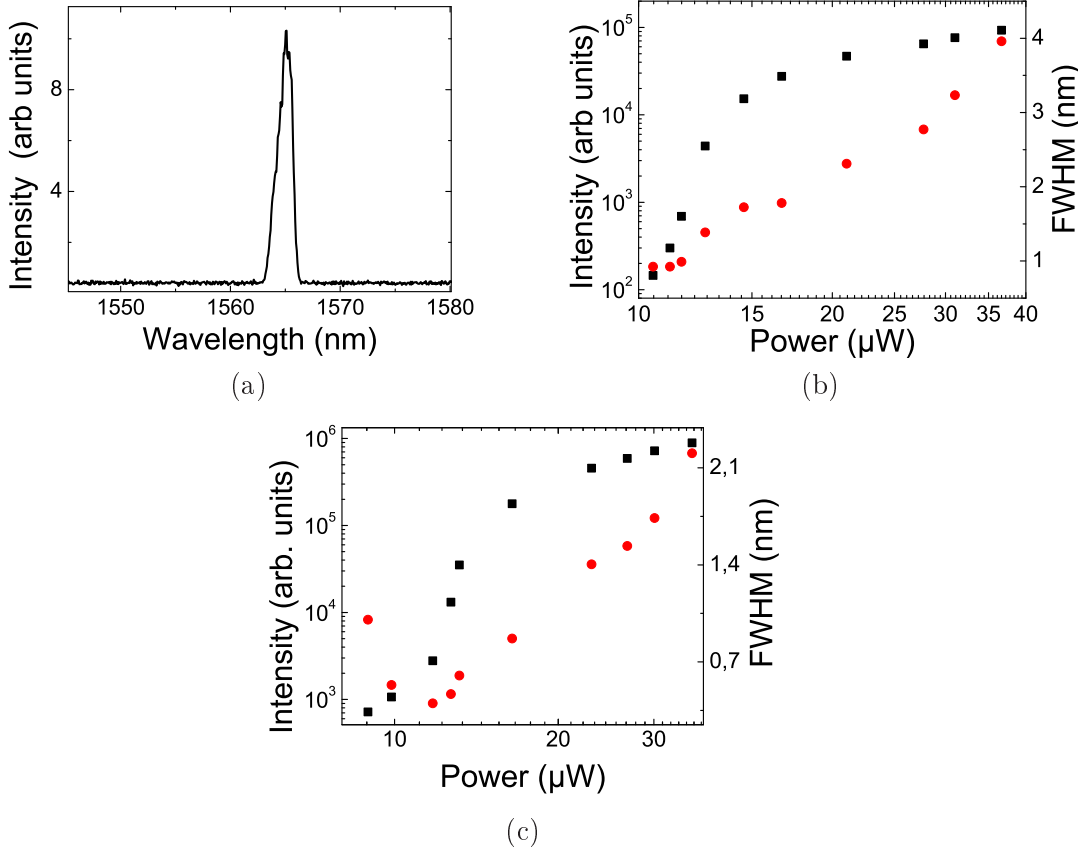 Intensity (arb units)
8
4
1550 1560 1570 1580
Wavelength (nm)
(a)
Intensity (arb units)
10^5
10^4
10^3
10^2
FWHM (nm)
4
3
2
1
10 15 20 25 30 35 40
Power (µW)
(b)
Intensity (arb. units)
10^6
10^5
10^4
10^3
FWHM (nm)
2,1
1,4
0,7
10 20 30
Power (µW)
(c)